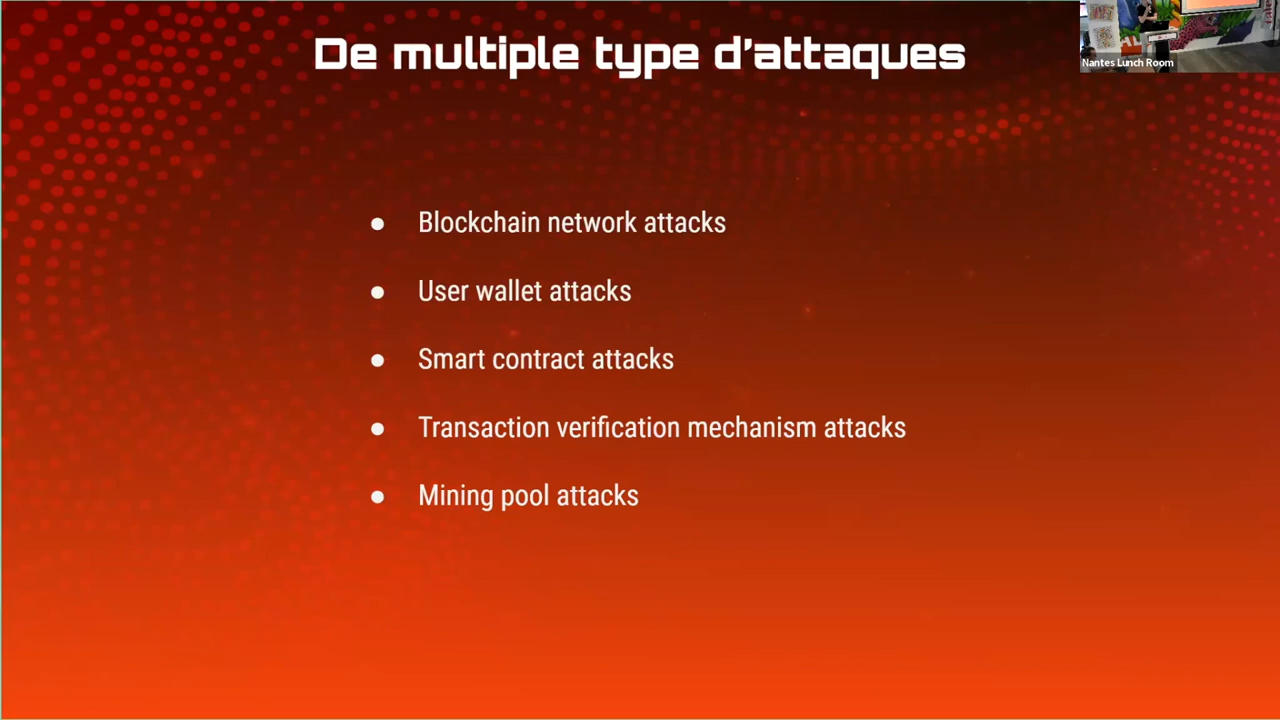 De multiple type d'attaques
Nantes Lunch Room
● Blockchain network attacks
● User wallet attacks
● Smart contract attacks
● Transaction verification mechanism attacks
● Mining pool attacks